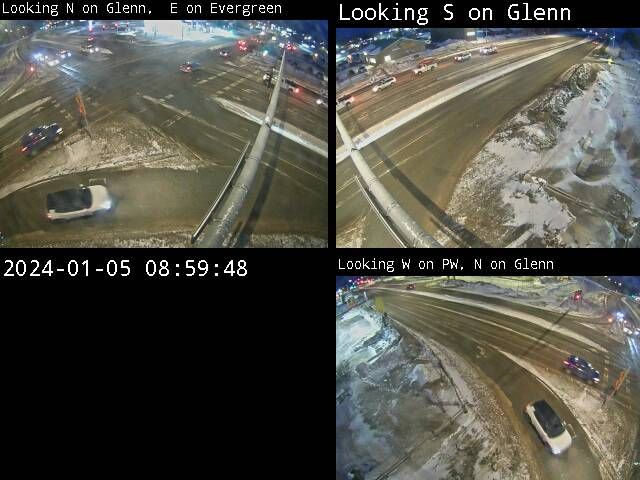 Looking N on Glenn,  E on Evergreen
Looking S on Glenn
2024-01-05 08:59:48
Looking W on PW, N on Glenn